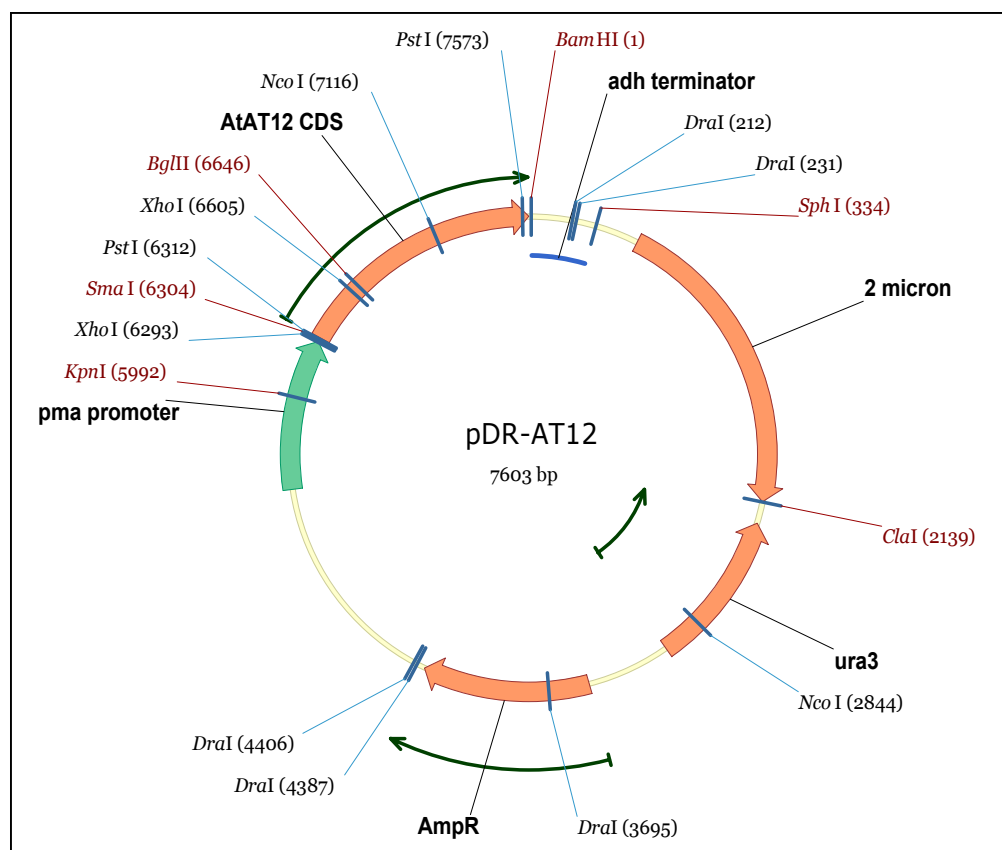 PstI (7573)
BamHI (1)
adh terminator
NcoI (7116)
AtAT12 CDS
DraI (212)
DraI (231)
BglII (6646)
SphI (334)
XhoI (6605)
PstI (6312)
SmaI (6304)
XhoI (6293)
2 micron
KpnI (5992)
pma promoter
pDR-AT12
7603 bp
ClaI (2139)
ura3
NcoI (2844)
DraI (4406)
DraI (4387)
AmpR
DraI (3695)